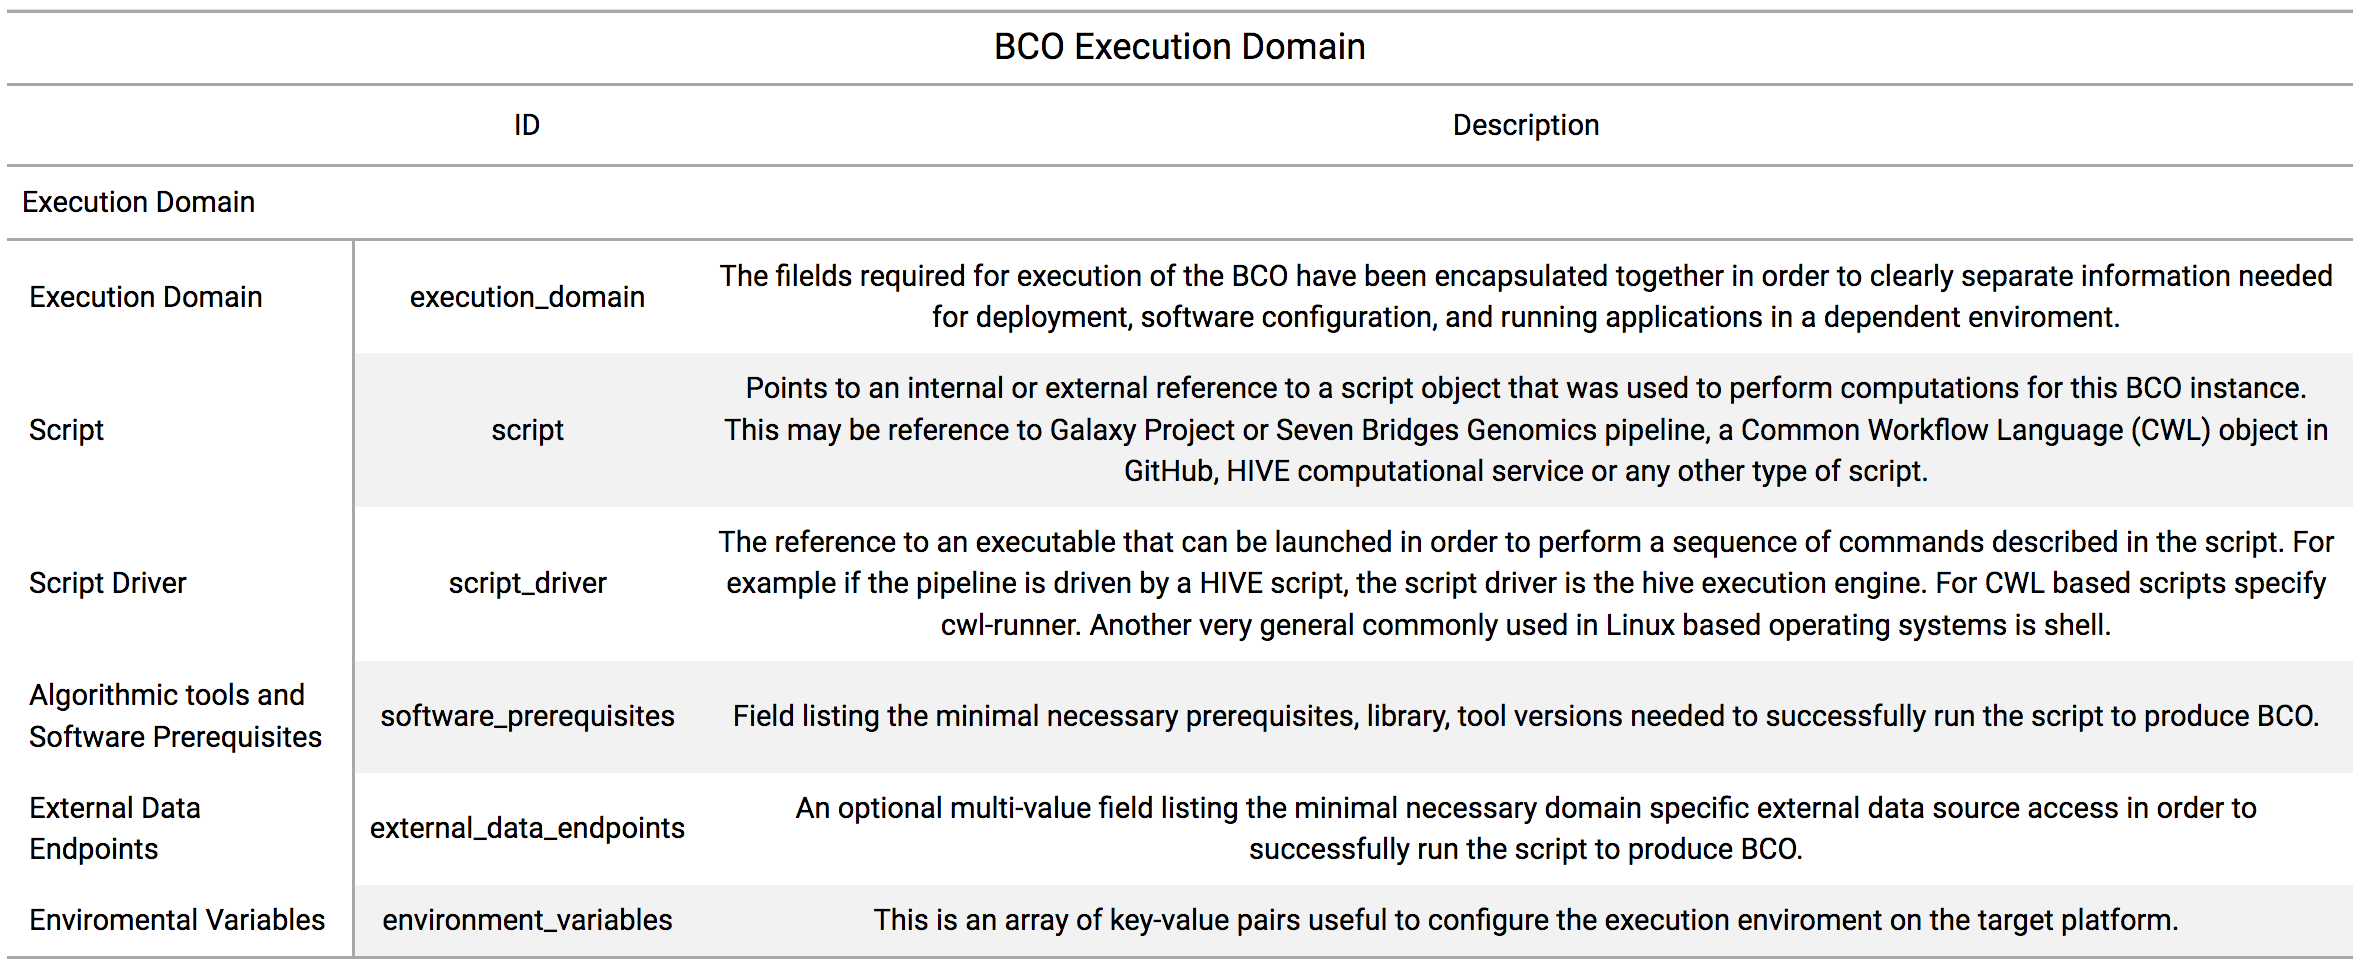 BCO Execution Domain
ID Description
Execution Domain
Execution Domain execution_domain
The filelds required for execution of the BCO have been encapsulated together in order to clearly separate information needed
for deployment, software configuration, and running applications in a dependent enviroment.
Script script
Points to an internal or external reference to a script object that was used to perform computations for this BCO instance.
This may be reference to Galaxy Project or Seven Bridges Genomics pipeline, a Common Workflow Language (CWL) object in
GitHub, HIVE computational service or any other type of script.
Script Driver script_driver
The reference to an executable that can be launched in order to perform a sequence of commands described in the script. For
example if the pipeline is driven by a HIVE script, the script driver is the hive execution engine. For CWL based scripts specify
cwl-runner. Another very general commonly used in Linux based operating systems is shell.
Algorithmic tools and
Software Prerequisites
software_prerequisites
Field listing the minimal necessary prerequisites, library, tool versions needed to successfully run the script to produce BCO.
External Data
Endpoints
external_data_endpoints
An optional multi-value field listing the minimal necessary domain specific external data source access in order to
successfully run the script to produce BCO.
Enviromental Variables environment_variables
This is an array of key-value pairs useful to configure the execution enviroment on the target platform.